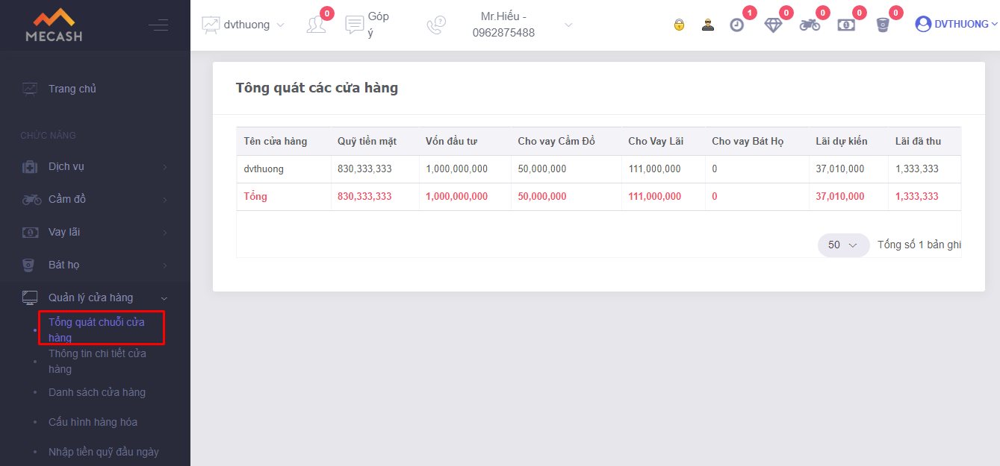 MECASH
dvthuong
0
Góp
ý
Mr.Hiếu -
0962875488
1
0
0
0
0
DVTHUONG
Trang chủ
CHỨC NĂNG
Dịch vụ
Cầm đồ
Vay lãi
Bát họ
Quản lý cửa hàng
Tổng quát chuỗi cửa
hàng
Thông tin chi tiết cửa
hàng
Danh sách cửa hàng
Cấu hình hàng hóa
Nhập tiền quỹ đầu ngày
Tông quát các cửa hàng
Tên cửa hàng Quỹ tiền mặt Vốn đầu tư Cho vay Cầm Đồ Cho Vay Lãi Cho vay Bát Họ Lãi dự kiến Lãi đã thu
dvthuong 830,333,333 1,000,000,000 50,000,000 111,000,000 0 37,010,000 1,333,333
Tổng 830,333,333 1,000,000,000 50,000,000 111,000,000 0 37,010,000 1,333,333
50 Tổng số 1 bản ghi